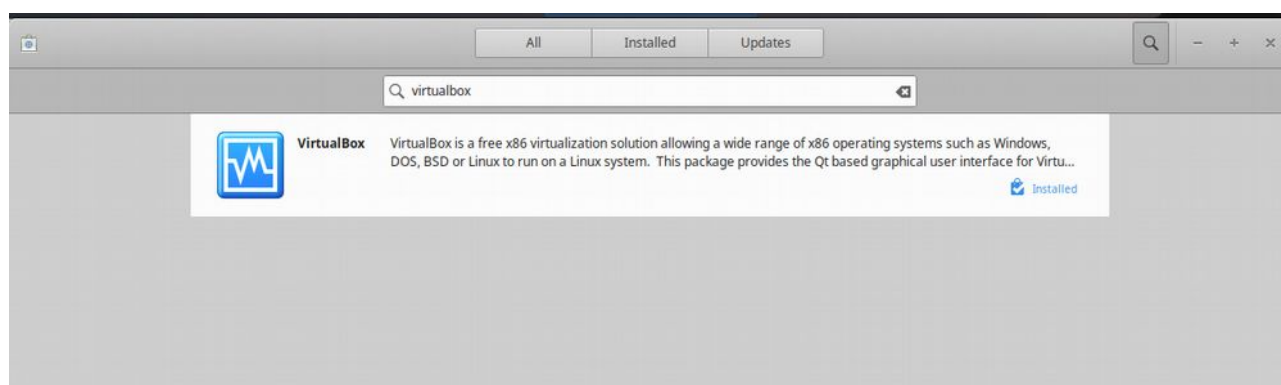 All Installed Updates
virtualbox
VirtualBox VirtualBox is a free x86 virtualization solution allowing a wide range of x86 operating systems such as Windows,
DOS, BSD or Linux to run on a Linux system. This package provides the Qt based graphical user interface for Virtu...
Installed